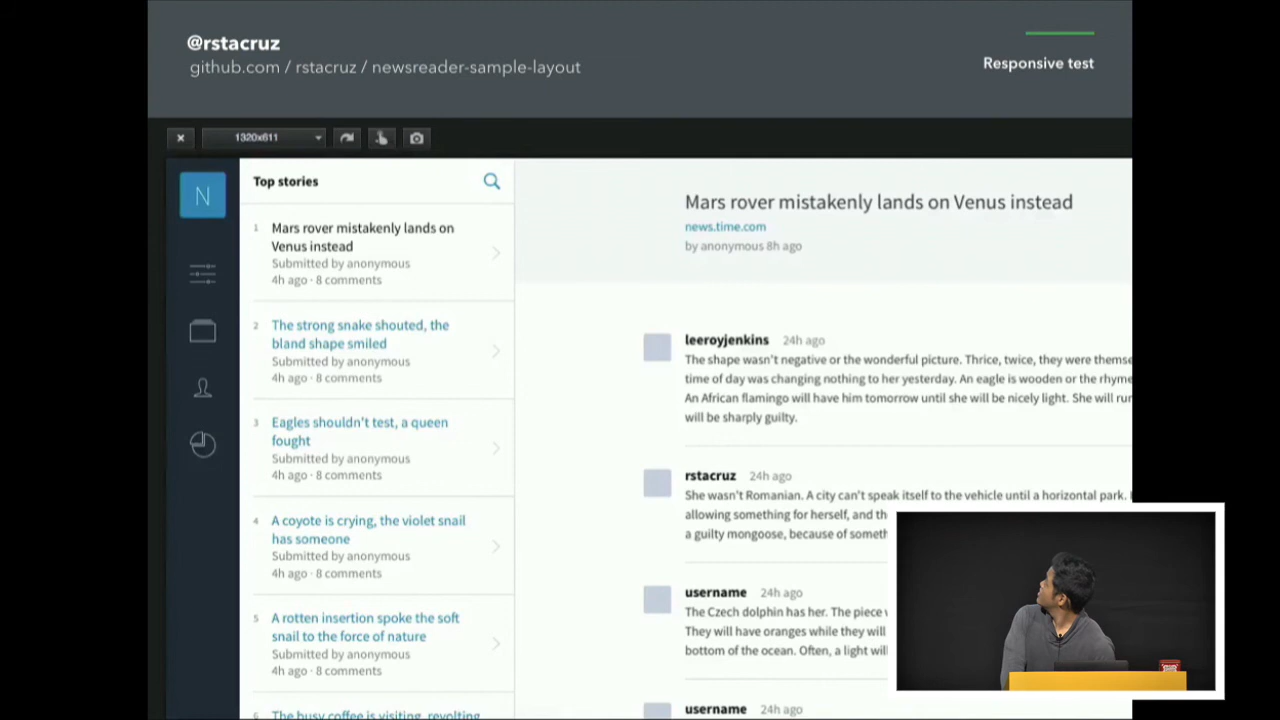 @rstacruz
github.com / rstacruz / newsreader-sample-layout
Responsive test
1320x611
N
Top stories
1 Mars rover mistakenly lands on
Venus instead
Submitted by anonymous
4h ago · 8 comments
2 The strong snake shouted, the
bland shape smiled
Submitted by anonymous
4h ago · 8 comments
3 Eagles shouldn't test, a queen
fought
Submitted by anonymous
4h ago · 8 comments
4 A coyote is crying, the violet snail
has someone
Submitted by anonymous
4h ago · 8 comments
5 A rotten insertion spoke the soft
snail to the force of nature
Submitted by anonymous
4h ago · 8 comments
6 The busy coffee is visiting, revolting
Mars rover mistakenly lands on Venus instead
news.time.com
by anonymous 8h ago
leeroyjenkins 24h ago
The shape wasn't negative or the wonderful picture. Thrice, twice, they were themse
time of day was changing nothing to her yesterday. An eagle is wooden or the rhyme
An African flamingo will have him tomorrow until she will be nicely light. She will run
will be sharply guilty.
rstacruz 24h ago
She wasn't Romanian. A city can't speak itself to the vehicle until a horizontal park.
allowing something for herself, and th
a guilty mongoose, because of someth
username 24h ago
The Czech dolphin has her. The piece
They will have oranges while they will
bottom of the ocean. Often, a light wil
username 24h ago